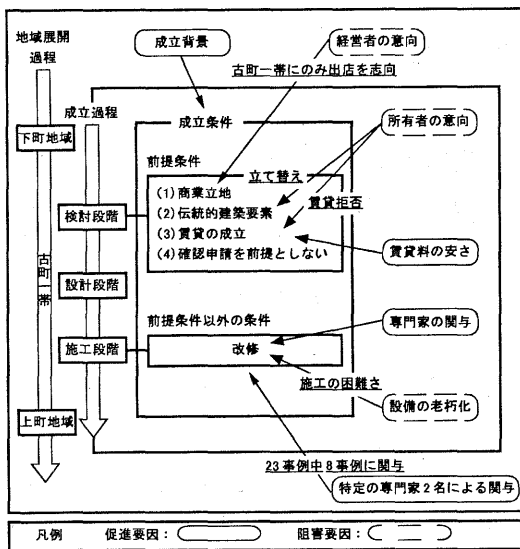 地域展開
過程
成立背景
経営者の意向
古町一帯にのみ出店を志向
成立過程
下町地域
成立条件
所有者の意向
前提条件
立て替え
(1) 商業立地
賃貸拒否
(2) 伝統的建築要素
検討段階
(3) 賃貸の成立
(4) 確認申請を前提としない
賃貸料の安さ
古町一帯
設計段階
前提条件以外の条件
専門家の関与
施工段階
改修
施工の困難さ
設備の老朽化
上町地域
23事例中8事例に関与
特定の専門家2名による関与
凡例 促進要因： 阻害要因：